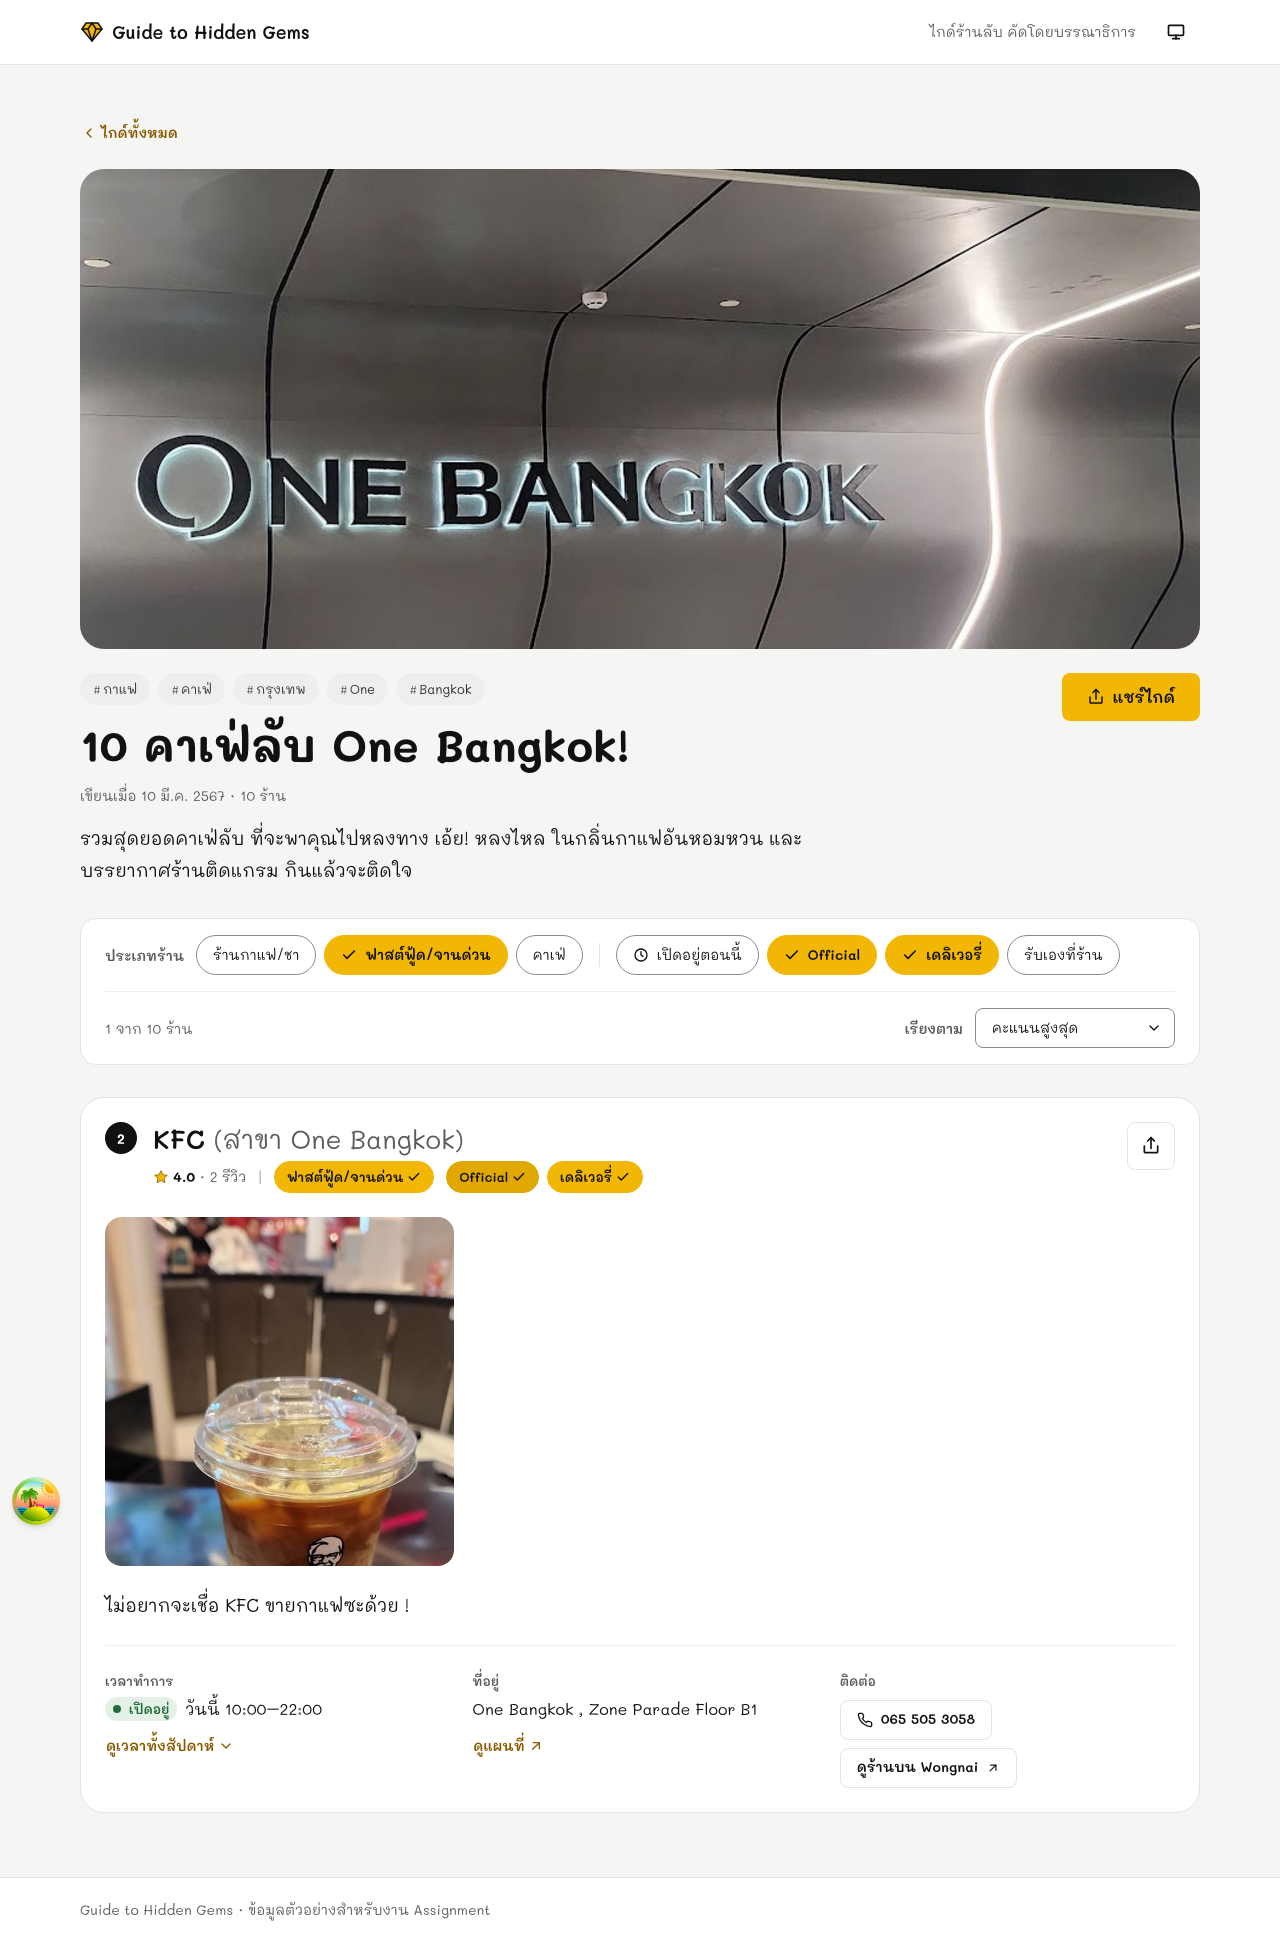 Guide to Hidden Gems
ไกด์ร้านลับ คัดโดยบรรณาธิการ
ไกด์ทั้งหมด
ONE BANGKOK
# กาแฟ
# คาเฟ่
# กรุงเทพ
# One
# Bangkok
แชร์ไกด์
10 คาเฟ่ลับ One Bangkok!
เขียนเมื่อ 10 มี.ค. 2567 · 10 ร้าน
รวมสุดยอดคาเฟ่ลับ ที่จะพาคุณไปหลงทาง เอ้ย! หลงไหล ในกลิ่นกาแฟอันหอมหวาน และ
บรรยากาศร้านติดแกรม กินแล้วจะติดใจ
ประเภทร้าน
ร้านกาแฟ/ชา
ฟาสต์ฟู้ด/จานด่วน
คาเฟ่
เปิดอยู่ตอนนี้
Official
เดลิเวอรี่
รับเองที่ร้าน
1 จาก 10 ร้าน
เรียงตาม
คะแนนสูงสุด
2
KFC (สาขา One Bangkok)
4.0 · 2 รีวิว |
ฟาสต์ฟู้ด/จานด่วน
Official
เดลิเวอรี่
ไม่อยากจะเชื่อ KFC ขายกาแฟซะด้วย !
เวลาทำการ
เปิดอยู่ วันนี้ 10:00–22:00
ดูเวลาทั้งสัปดาห์
ที่อยู่
One Bangkok , Zone Parade Floor B1
ดูแผนที่
ติดต่อ
065 505 3058
ดูร้านบน Wongnai
Guide to Hidden Gems · ข้อมูลตัวอย่างสำหรับงาน Assignment